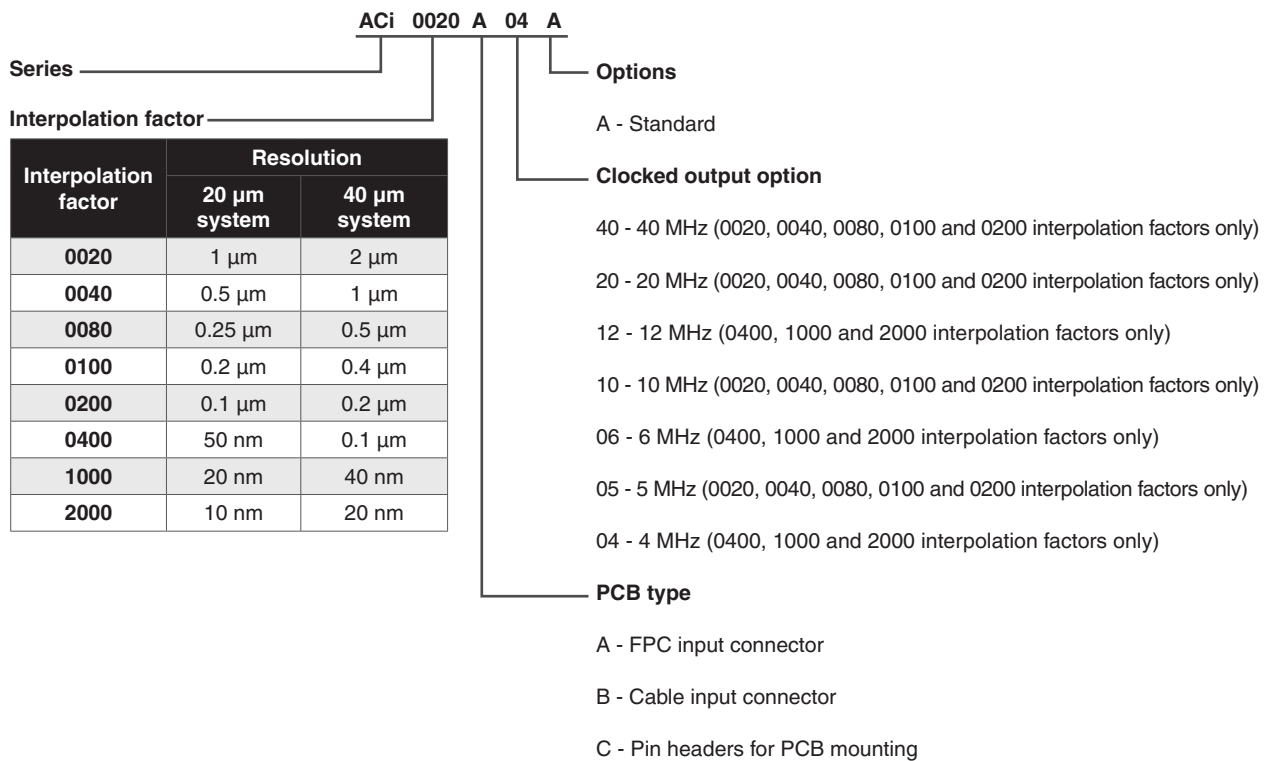 ACi 0020 A 04 A
Series
Interpolation factor
Interpolation factor
Resolution
20 µm system
40 µm system
0020 1 µm 2 µm
0040 0.5 µm 1 µm
0080 0.25 µm 0.5 µm
0100 0.2 µm 0.4 µm
0200 0.1 µm 0.2 µm
0400 50 nm 0.1 µm
1000 20 nm 40 nm
2000 10 nm 20 nm
Options
A - Standard
Clocked output option
40 - 40 MHz (0020, 0040, 0080, 0100 and 0200 interpolation factors only)
20 - 20 MHz (0020, 0040, 0080, 0100 and 0200 interpolation factors only)
12 - 12 MHz (0400, 1000 and 2000 interpolation factors only)
10 - 10 MHz (0020, 0040, 0080, 0100 and 0200 interpolation factors only)
06 - 6 MHz (0400, 1000 and 2000 interpolation factors only)
05 - 5 MHz (0020, 0040, 0080, 0100 and 0200 interpolation factors only)
04 - 4 MHz (0400, 1000 and 2000 interpolation factors only)
PCB type
A - FPC input connector
B - Cable input connector
C - Pin headers for PCB mounting